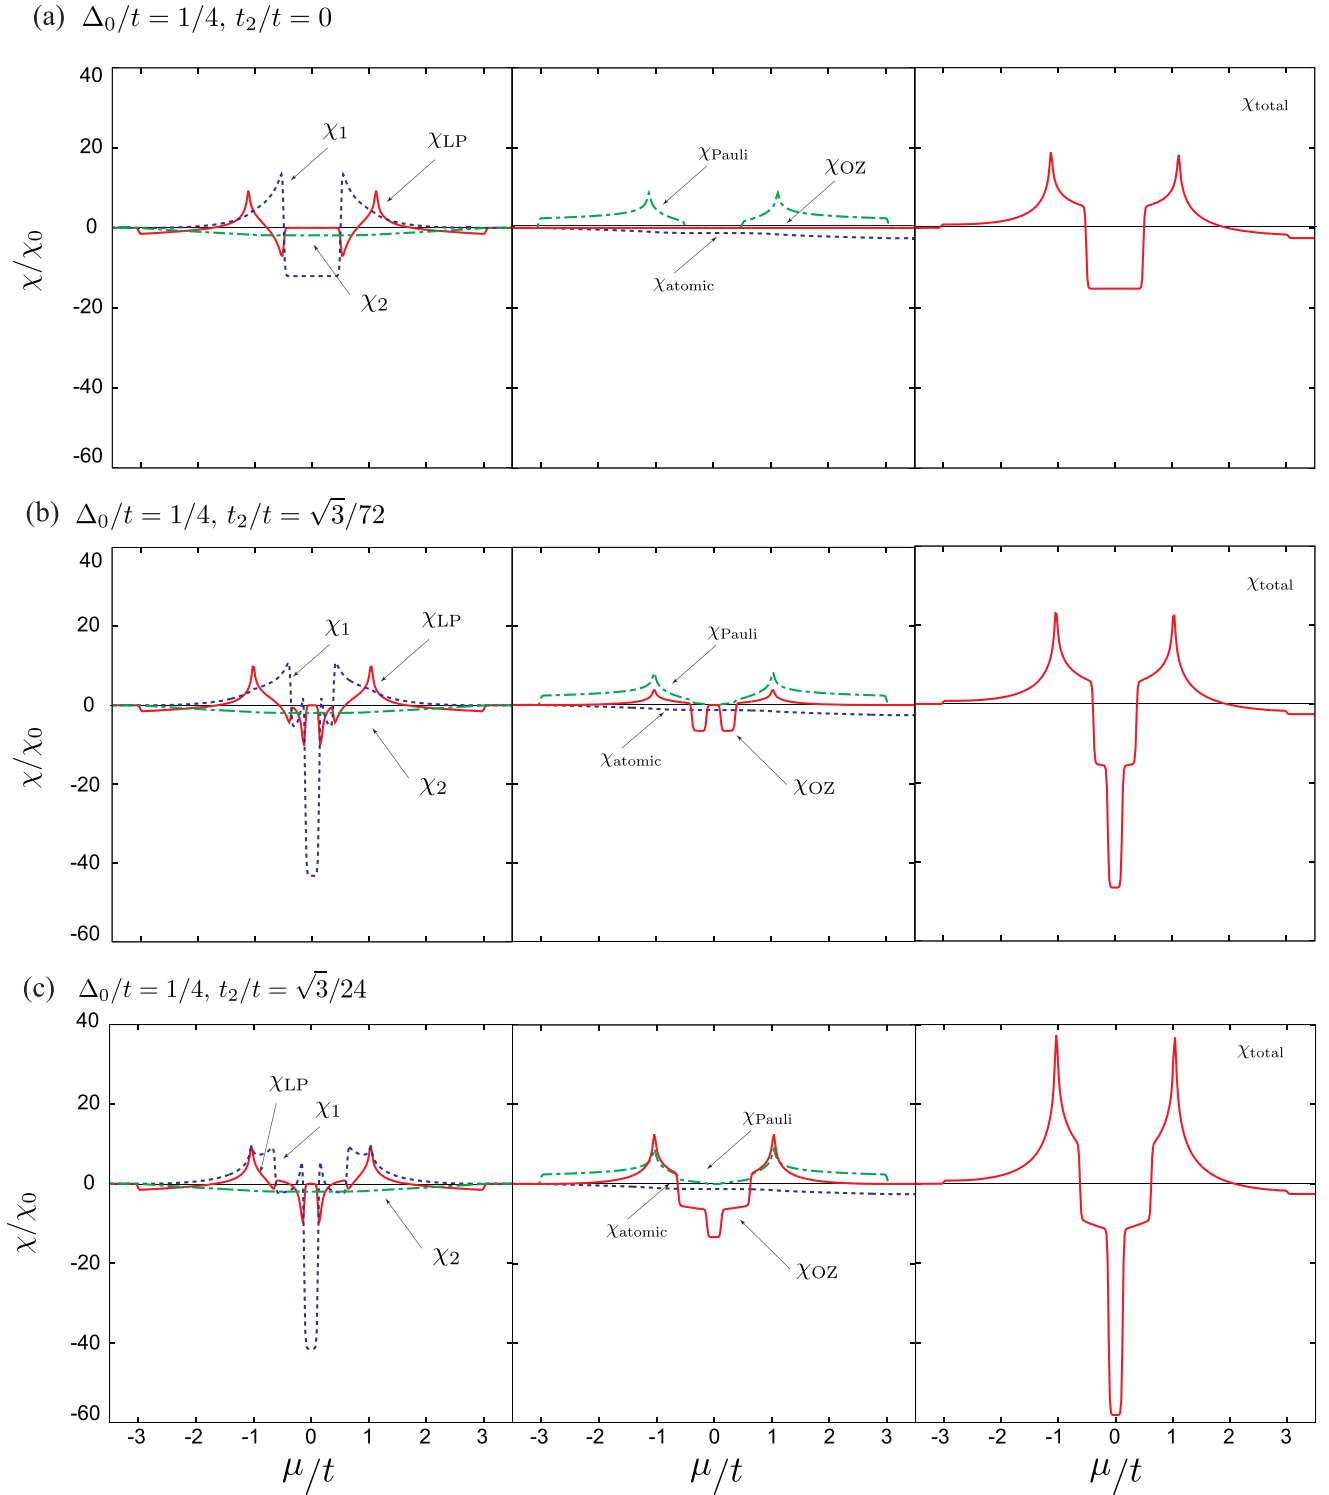 (a) Δ₀/t = 1/4, t₂/t = 0
40
20
0
-20
-40
-60
χ/χ₀
χ₁
χLP
χ₂
χPauli
χOZ
χatomic
χtotal
(b) Δ₀/t = 1/4, t₂/t = √3/72
40
20
0
-20
-40
-60
χ/χ₀
χ₁
χLP
χ₂
χPauli
χatomic
χOZ
χtotal
(c) Δ₀/t = 1/4, t₂/t = √3/24
40
20
0
-20
-40
-60
χ/χ₀
χLP
χ₁
χ₂
χPauli
χatomic
χOZ
χtotal
-3 -2 -1 0 1 2 3
-3 -2 -1 0 1 2 3
-3 -2 -1 0 1 2 3
μ/t
μ/t
μ/t